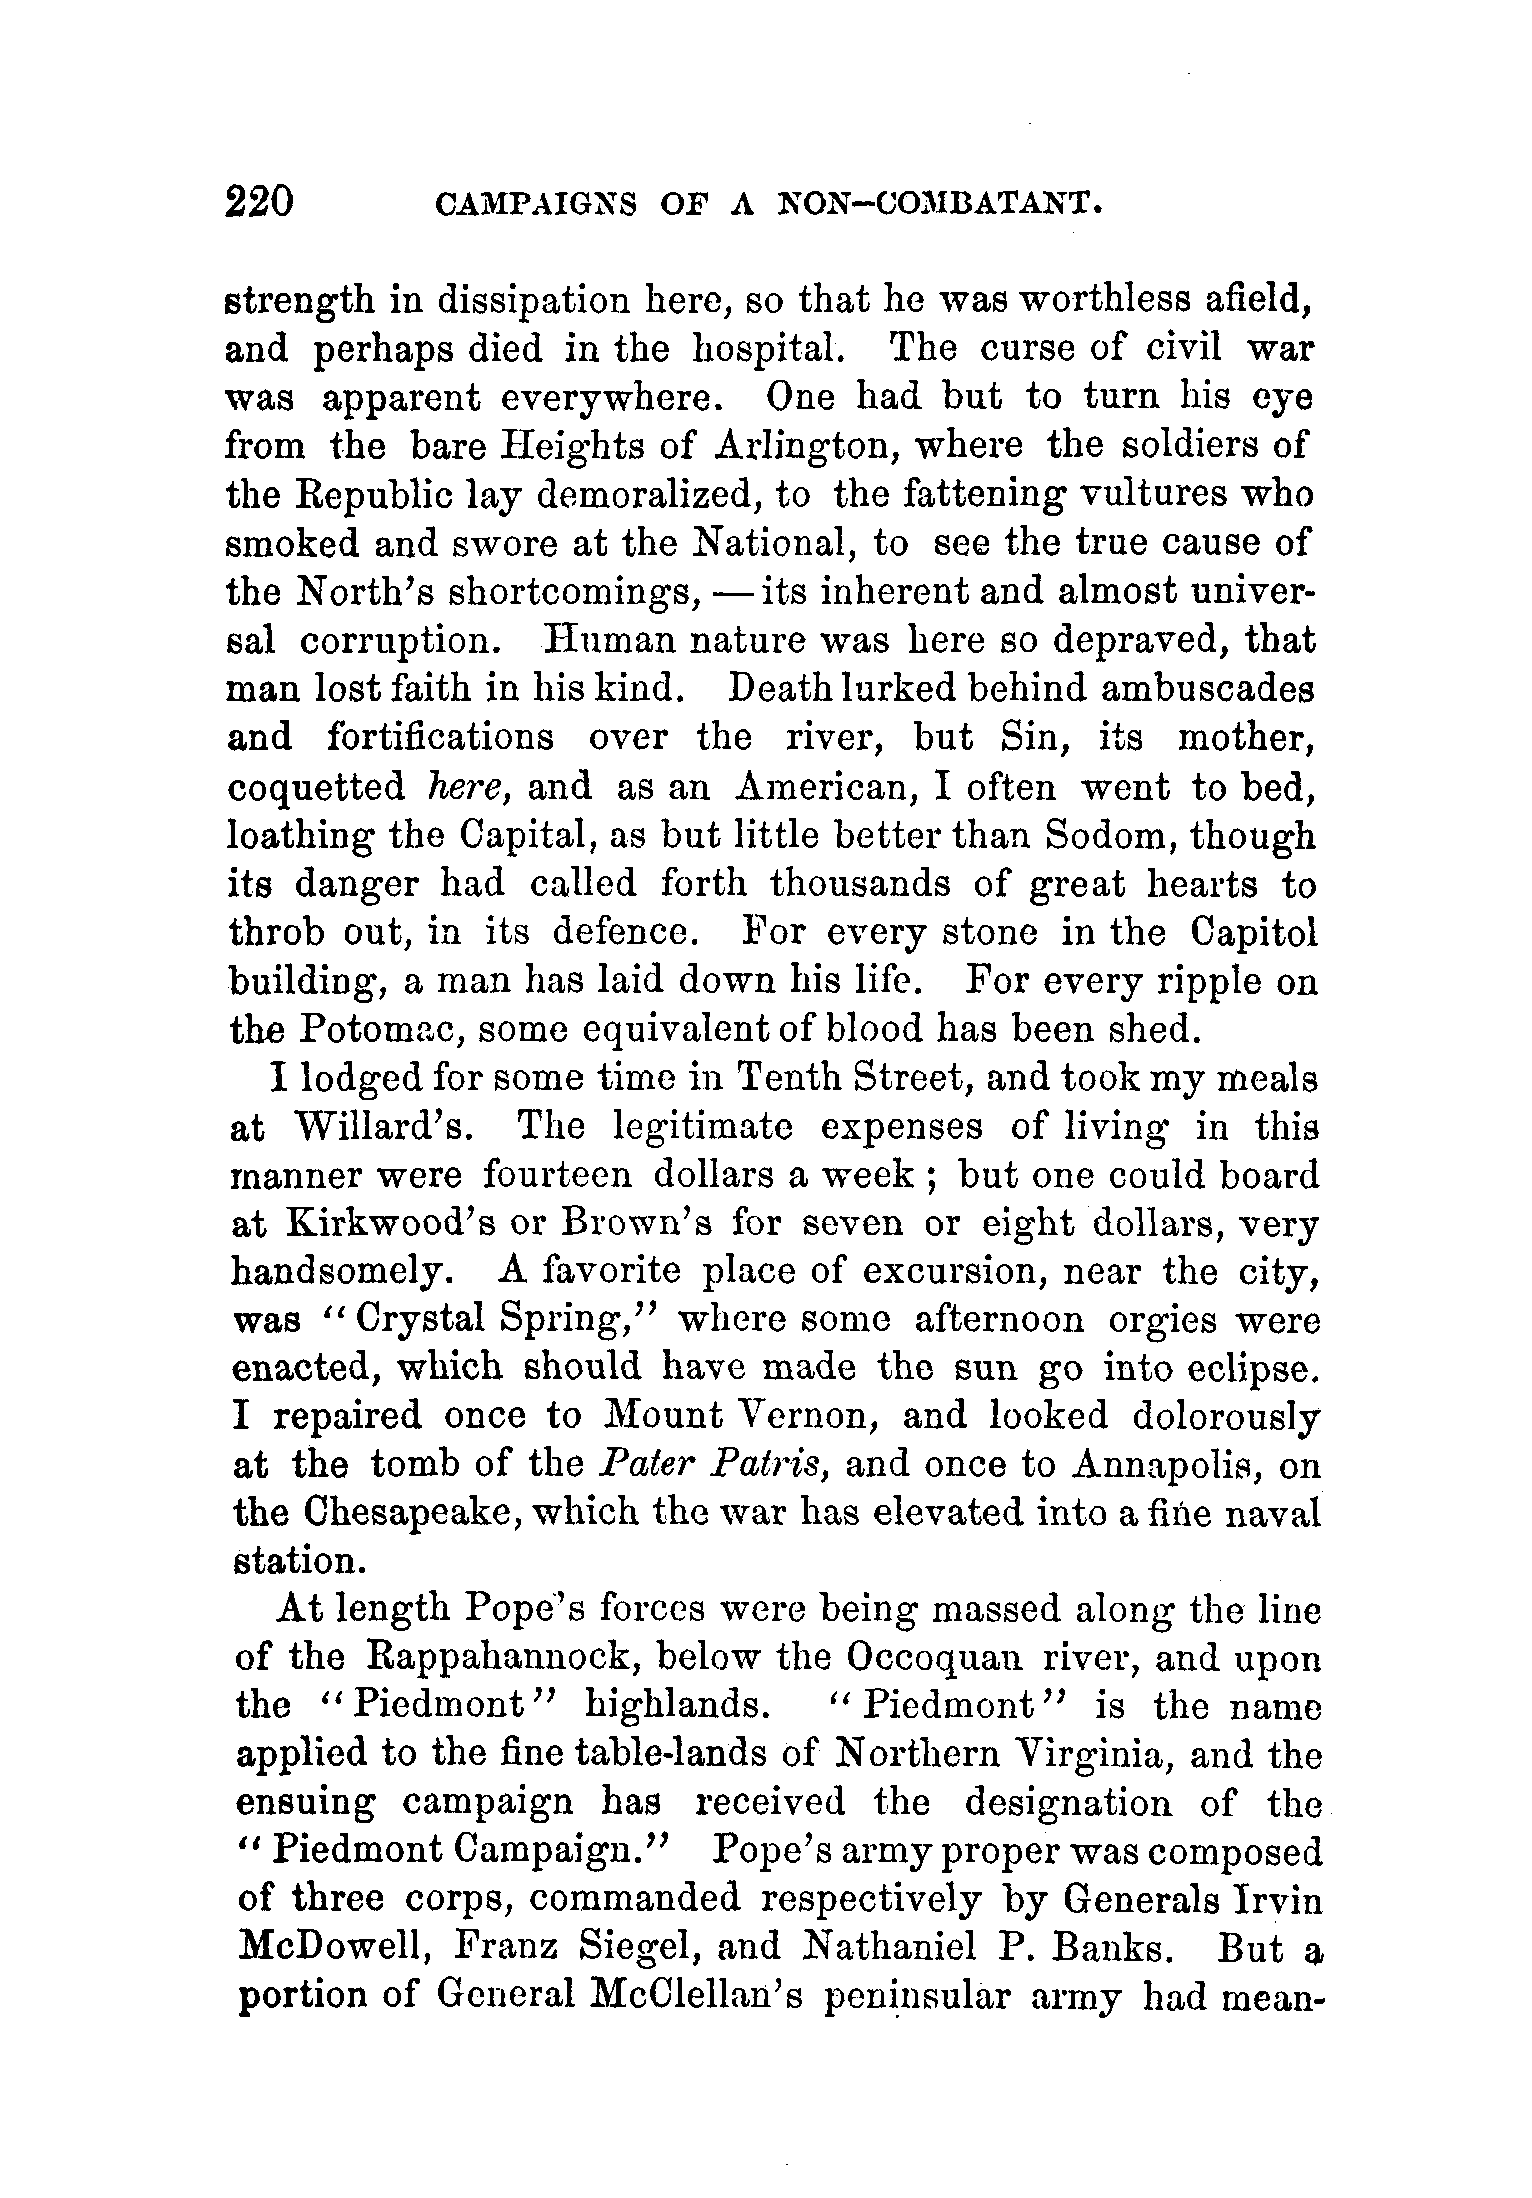 220 CAMPAIGNS OF A NON-COMBATANT.
strength in dissipation here, so that he was worthless afield,
and perhaps died in the hospital. The curse of civil war
was apparent everywhere. One had but to turn his eye
from the bare Heights of Arlington, where the soldiers of
the Republic lay demoralized, to the fattening vultures who
smoked and swore at the National, to see the true cause of
the North's shortcomings, — its inherent and almost univer-
sal corruption. Human nature was here so depraved, that
man lost faith in his kind. Death lurked behind ambuscades
and fortifications over the river, but Sin, its mother,
coquetted here, and as an American, I often went to bed,
loathing the Capital, as but little better than Sodom, though
its danger had called forth thousands of great hearts to
throb out, in its defence. For every stone in the Capitol
building, a man has laid down his life. For every ripple on
the Potomac, some equivalent of blood has been shed.
I lodged for some time in Tenth Street, and took my meals
at Willard's. The legitimate expenses of living in this
manner were fourteen dollars a week ; but one could board
at Kirkwood's or Brown's for seven or eight dollars, very
handsomely. A favorite place of excursion, near the city,
was "Crystal Spring," where some afternoon orgies were
enacted, which should have made the sun go into eclipse.
I repaired once to Mount Vernon, and looked dolorously
at the tomb of the Pater Patris, and once to Annapolis, on
the Chesapeake, which the war has elevated into a fine naval
station.
At length Pope's forces were being massed along the line
of the Rappahannock, below the Occoquan river, and upon
the "Piedmont" highlands. "Piedmont" is the name
applied to the fine table-lands of Northern Virginia, and the
ensuing campaign has received the designation of the
"Piedmont Campaign." Pope's army proper was composed
of three corps, commanded respectively by Generals Irvin
McDowell, Franz Siegel, and Nathaniel P. Banks. But a
portion of General McClellan's peninsular army had mean-